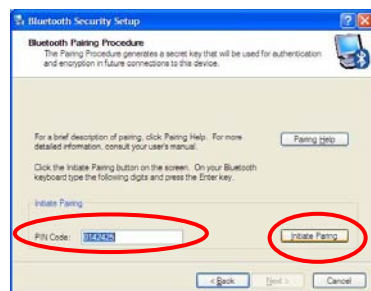 Bluetooth Security Setup
Bluetooth Pairing Procedure
The Pairing Procedure generates a secret key that will be used for authentication
and encryption in future connections to this device.
For a brief description of pairing, click Pairing Help. For more
detailed information, consult your user's manual.
Pairing Help
Click the Initiate Pairing button on the screen. On your Bluetooth
keyboard type the following digits and press the Enter key.
Initiate Pairing
PIN Code:
Initiate Pairing
< Back
Next >
Cancel